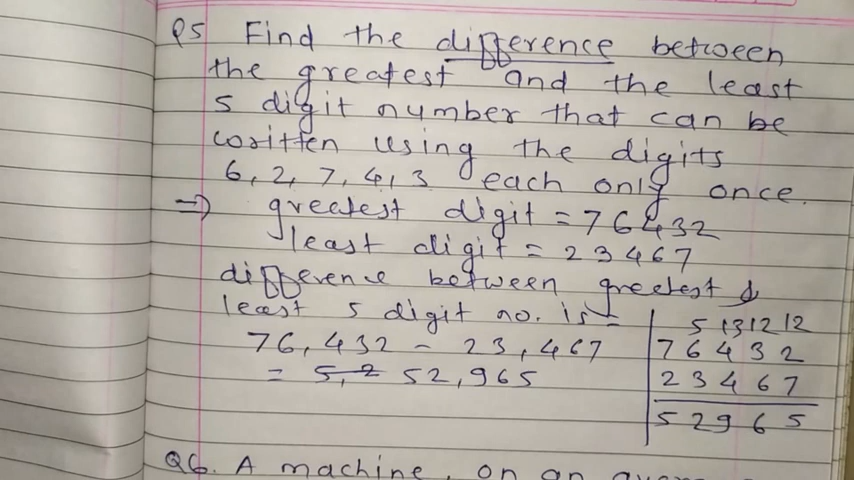 Q5 Find the difference between
the greatest and the least
5 digit number that can be
written using the digits
6, 2, 7, 4, 3 each only once.
⇒ greatest digit = 76432
least digit = 23467
difference between greatest &
least 5 digit no. is =
76,432 - 23,467
= 5,2 52,965
5 13 12 12
7 6 4 3 2
2 3 4 6 7
5 2 9 6 5
Q6. A machine, on an